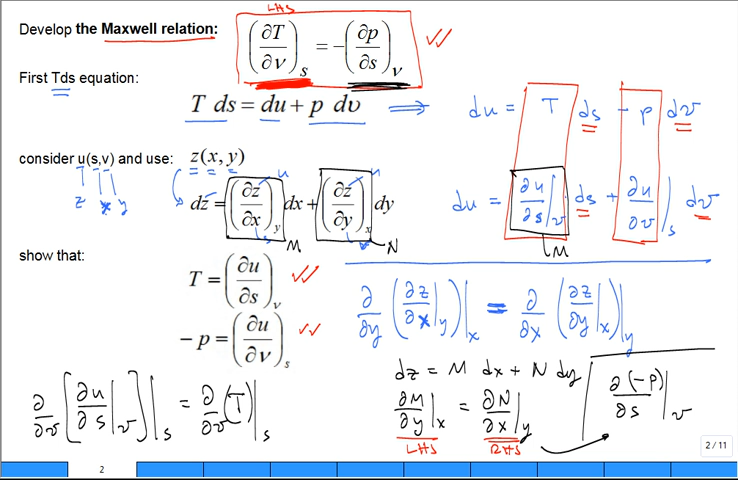 LHS
Develop the Maxwell relation: (∂T/∂v)_s = −(∂p/∂s)_v
First Tds equation:
T ds = du + p dv ⟹ du = T ds − p dv
consider u(s,v) and use: z(x, y)
z x y
u u
dz = (∂z/∂x)_y dx + (∂z/∂y)_x dy
s v
M N
du = ∂u/∂s|_v ds + ∂u/∂v|_s dv
M
show that:
T = (∂u/∂s)_v
−p = (∂u/∂v)_s
∂/∂y (∂z/∂x|_y)|_x = ∂/∂x (∂z/∂y|_x)|_y
dz = M dx + N dy
∂M/∂y|_x = ∂N/∂x|_y
LHS RHS
∂/∂v [∂u/∂s|_v]|_s = ∂/∂v (T)|_s
∂(−p)/∂s|_v
2 / 11
2